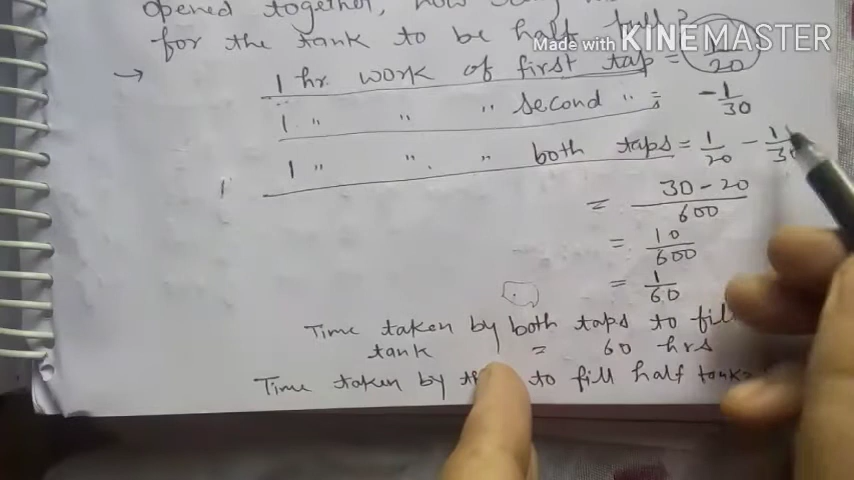 opened together, how
for the tank to be half full?
Made with KINEMASTER
→ 1 hr. work of first tap = 1/20
1 " " " second " = -1/30
1 " " " both taps = 1/20 - 1/30
= 30-20/600
= 10/600
= 1/60
Time taken by both taps to fill
tank = 60 hrs
Time taken by to fill half tank =